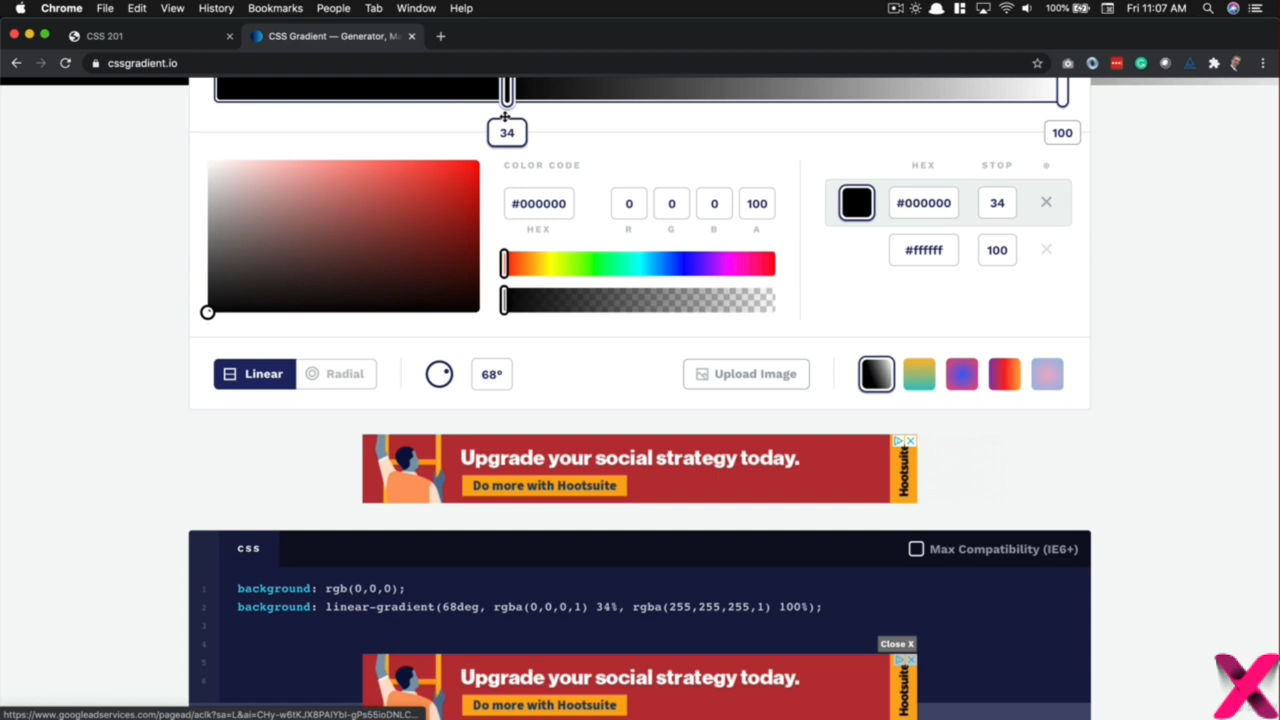 Chrome File Edit View History Bookmarks People Tab Window Help 100% Fri 11:07 AM
CSS 201 CSS Gradient — Generator, Ma
cssgradient.io
34 100
COLOR CODE HEX STOP
#000000 0 0 0 100 #000000 34
HEX R G B A
#ffffff 100
Linear Radial 68° Upload Image
Upgrade your social strategy today.
Do more with Hootsuite
Hootsuite
CSS Max Compatibility (IE6+)
1 background: rgb(0,0,0);
2 background: linear-gradient(68deg, rgba(0,0,0,1) 34%, rgba(255,255,255,1) 100%);
3
4 Close X
5
Upgrade your social strategy today.
6
Do more with Hootsuite
Hootsuite